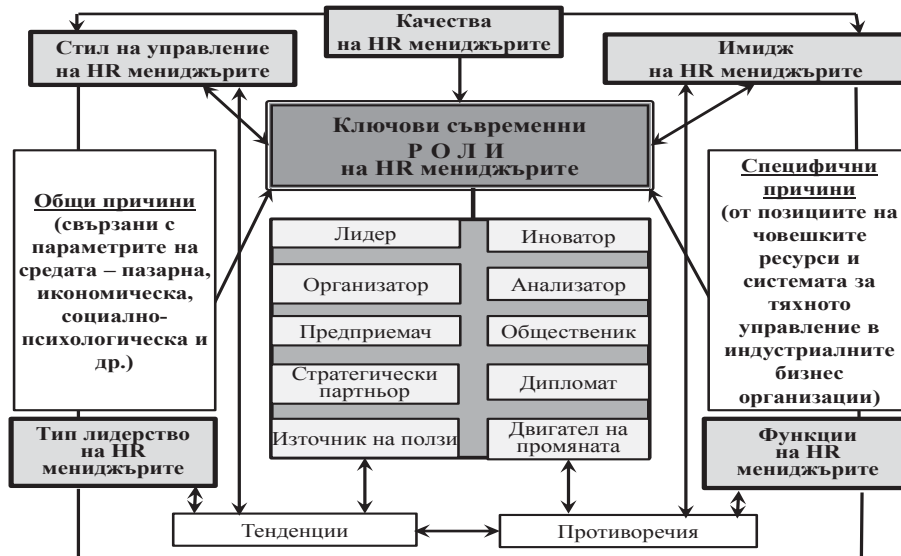 Качества
на HR мениджърите
Стил на управление
на HR мениджърите
Имидж
на HR мениджърите
Ключови съвременни
Р О Л И
на HR мениджърите
Общи причини
(свързани с
параметрите на
средата – пазарна,
икономическа,
социално-
психологическа и
др.)
Специфични
причини
(от позициите на
човешките
ресурси и
системата за
тяхното
управление в
индустриалните
бизнес
организации)
Лидер
Иноватор
Организатор
Анализатор
Предприемач
Общественик
Стратегически
партньор
Дипломат
Източник на ползи
Двигател на
промяната
Тип лидерство
на HR
мениджърите
Функции
на HR
мениджърите
Тенденции
Противоречия